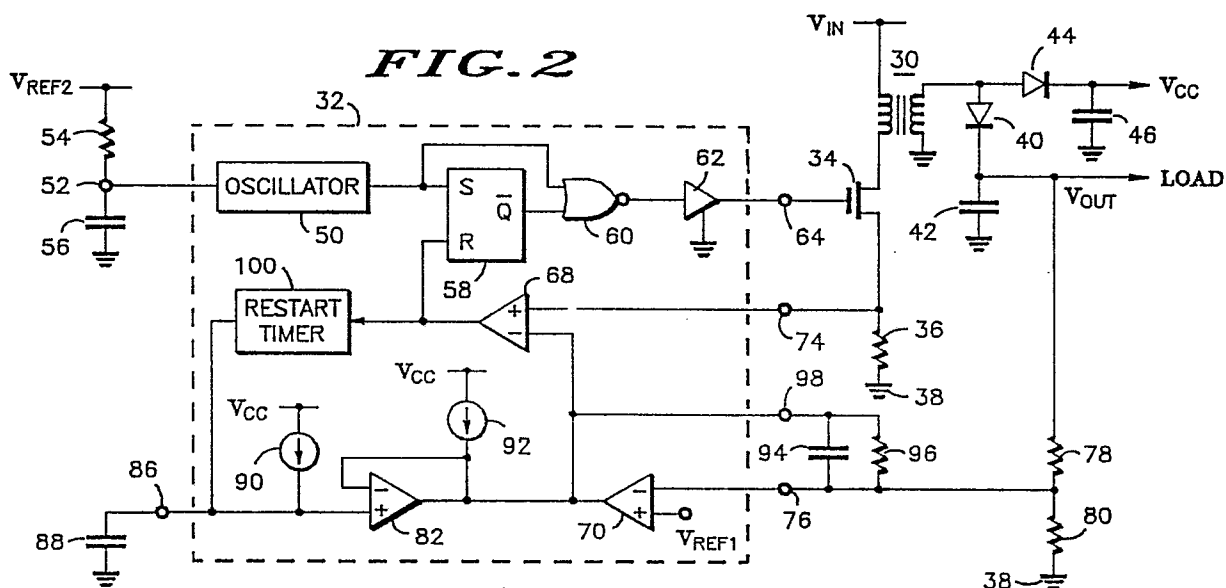 FIG.2
VIN
30
44
VCC
VREF2
32
54
40
46
52
OSCILLATOR
S
Q̅
R
62
34
LOAD
VOUT
56
50
60
64
42
58
100
RESTART
TIMER
68
+
−
74
36
38
VCC
98
VCC
92
90
94
96
78
86
−
+
82
−
+
70
76
VREF1
80
88
38